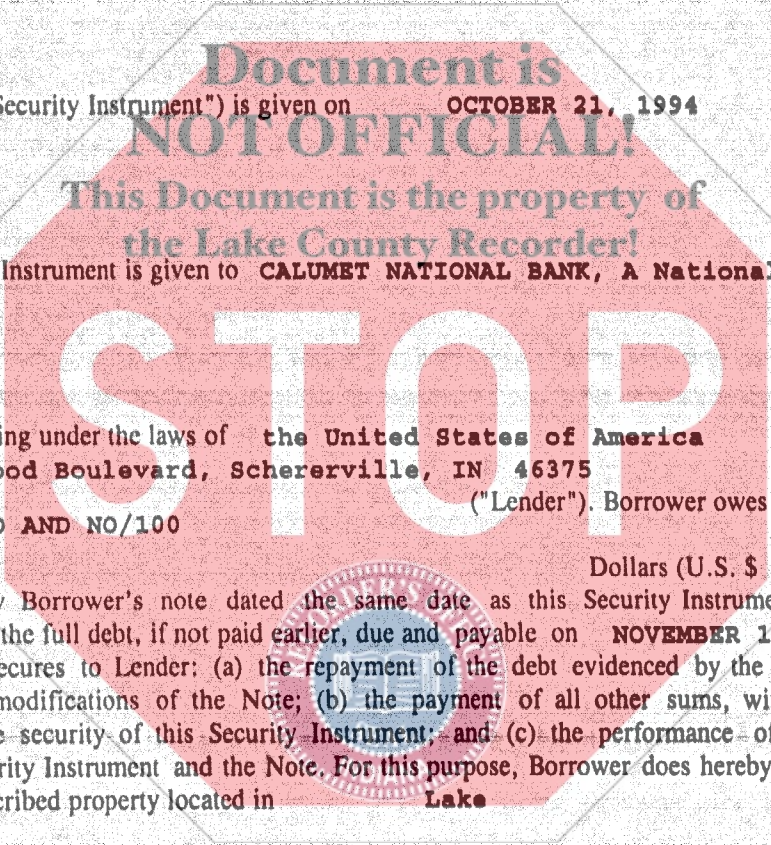 Document is
Security Instrument") is given on OCTOBER 21, 1994
NOT OFFICIAL!
This Document is the property of
the Lake County Recorder!
Instrument is given to CALUMET NATIONAL BANK, A National
STOP
ing under the laws of the United States of America
ood Boulevard, Schererville, IN 46375
("Lender"). Borrower owes
AND NO/100
Dollars (U.S. $
Borrower's note dated the same date as this Security Instrume
the full debt, if not paid earlier, due and payable on NOVEMBER 1
ecures to Lender: (a) the repayment of the debt evidenced by the
modifications of the Note; (b) the payment of all other sums, wi
e security of this Security Instrument; and (c) the performance of
rity Instrument and the Note. For this purpose, Borrower does hereby
cribed property located in Lake
RECORDER'S OFFICE